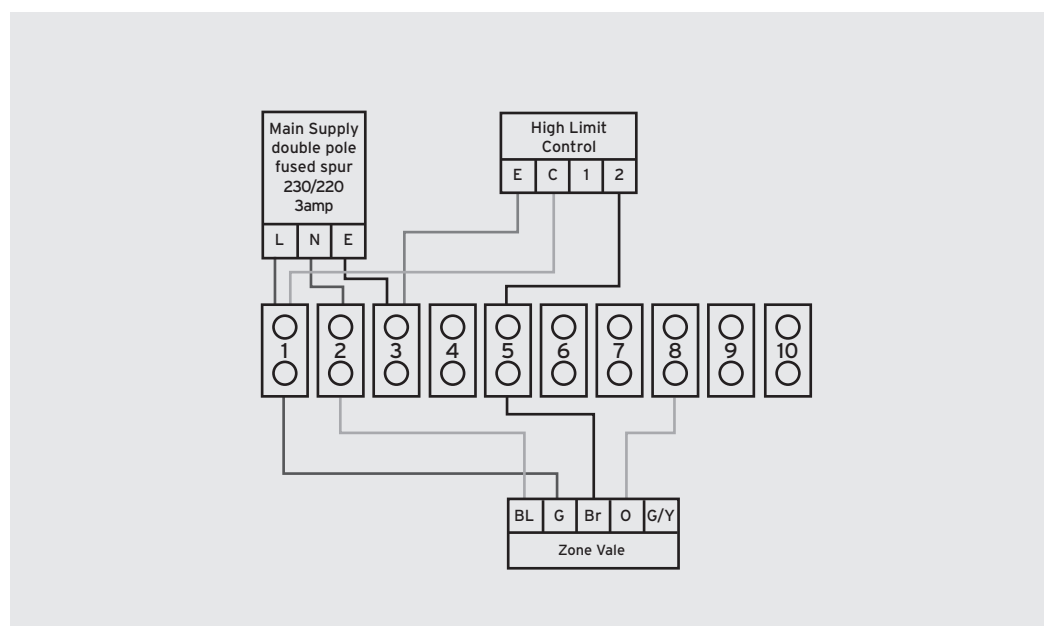 Main Supply
double pole
fused spur
230/220
3amp
L N E
High Limit
Control
E C 1 2
1 2 3 4 5 6 7 8 9 10
BL G Br O G/Y
Zone Vale